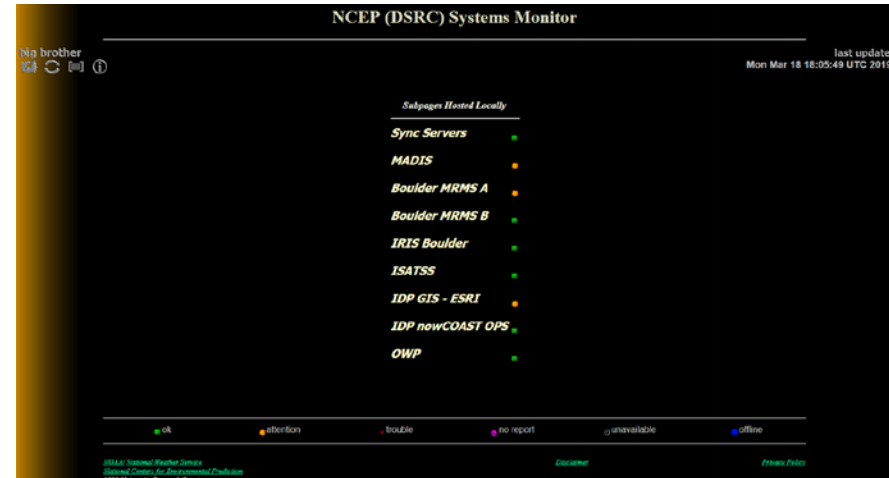 NCEP (DSRC) Systems Monitor
big brother
last update
Mon Mar 18 18:05:49 UTC 2019
Subpages Hosted Locally
Sync Servers
MADIS
Boulder MRMS A
Boulder MRMS B
IRIS Boulder
ISATSS
IDP GIS - ESRI
IDP nowCOAST OPS
OWP
ok attention trouble no report unavailable offline
NOAA/ National Weather Service Disclaimer Privacy Policy
National Centers for Environmental Prediction